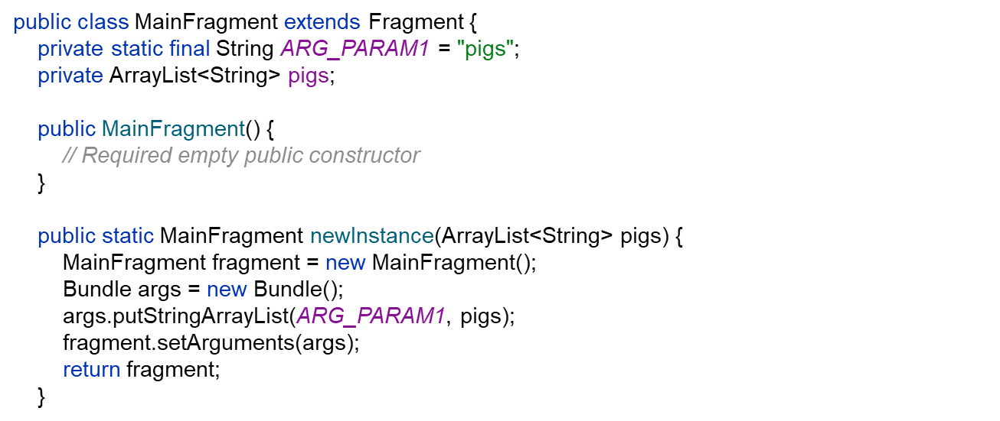 public class MainFragment extends Fragment {
private static final String ARG_PARAM1 = "pigs";
private ArrayList<String> pigs;
public MainFragment() {
// Required empty public constructor
}
public static MainFragment newInstance(ArrayList<String> pigs) {
MainFragment fragment = new MainFragment();
Bundle args = new Bundle();
args.putStringArrayList(ARG_PARAM1, pigs);
fragment.setArguments(args);
return fragment;
}